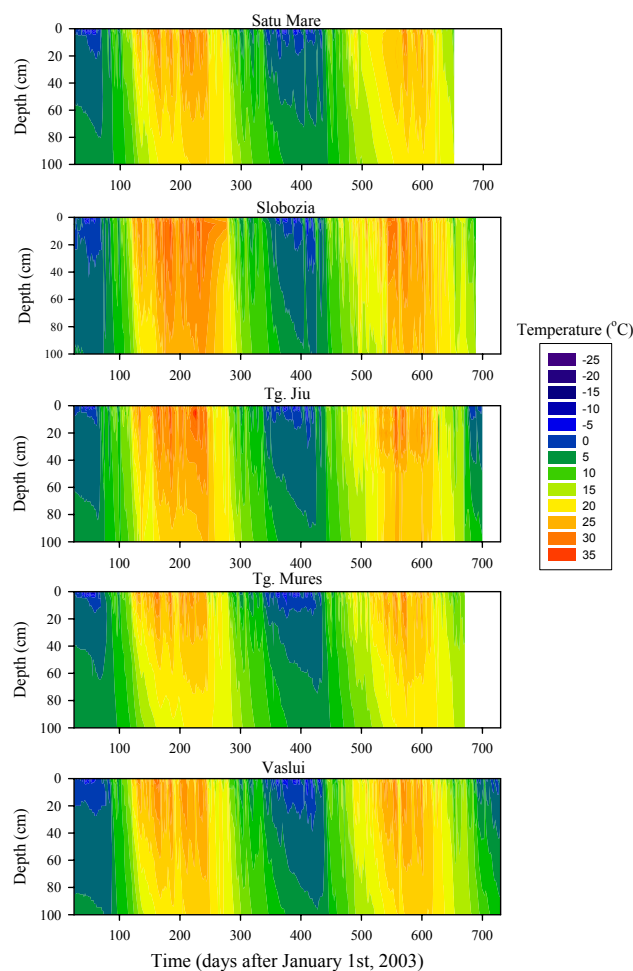 Satu Mare
0
20
40
60
80
100
Depth (cm)
100 200 300 400 500 600 700
Slobozia
0
20
40
60
80
100
Depth (cm)
100 200 300 400 500 600 700
Tg. Jiu
0
20
40
60
80
100
Depth (cm)
100 200 300 400 500 600 700
Tg. Mures
0
20
40
60
80
100
Depth (cm)
100 200 300 400 500 600 700
Vaslui
0
20
40
60
80
100
Depth (cm)
100 200 300 400 500 600 700
Time (days after January 1st, 2003)
Temperature (°C)
-25
-20
-15
-10
-5
0
5
10
15
20
25
30
35